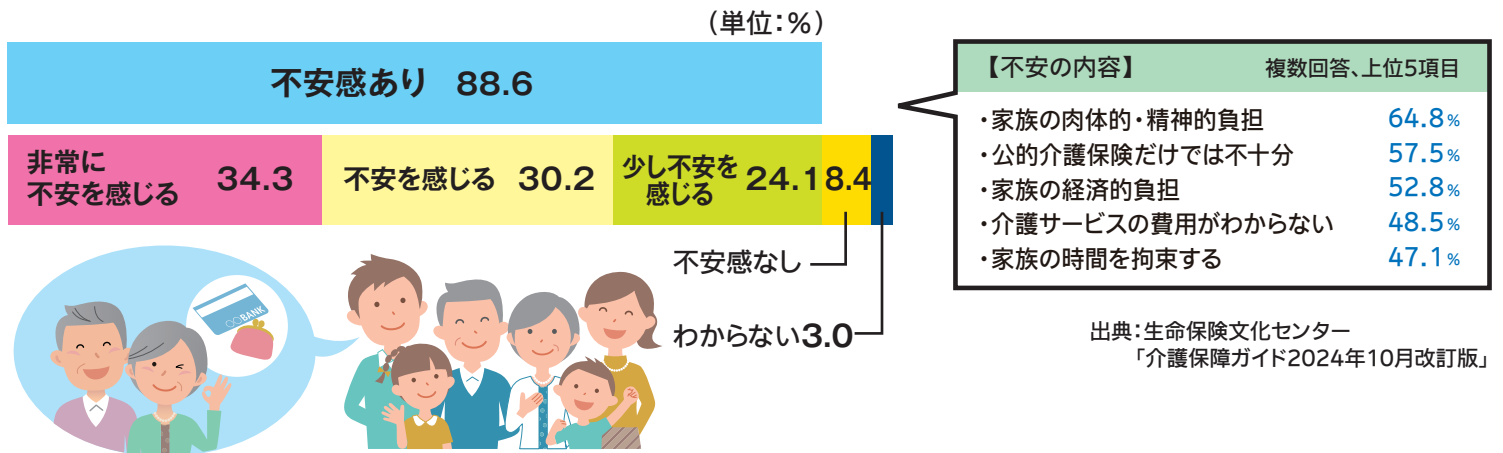 （単位：%）
不安感あり 88.6
非常に
不安を感じる 34.3
不安を感じる 30.2
少し不安を
感じる 24.1
8.4
不安感なし
わからない3.0
【不安の内容】 複数回答、上位5項目
・家族の肉体的・精神的負担 64.8%
・公的介護保険だけでは不十分 57.5%
・家族の経済的負担 52.8%
・介護サービスの費用がわからない 48.5%
・家族の時間を拘束する 47.1%
○○BANK
出典：生命保険文化センター
「介護保障ガイド2024年10月改訂版」